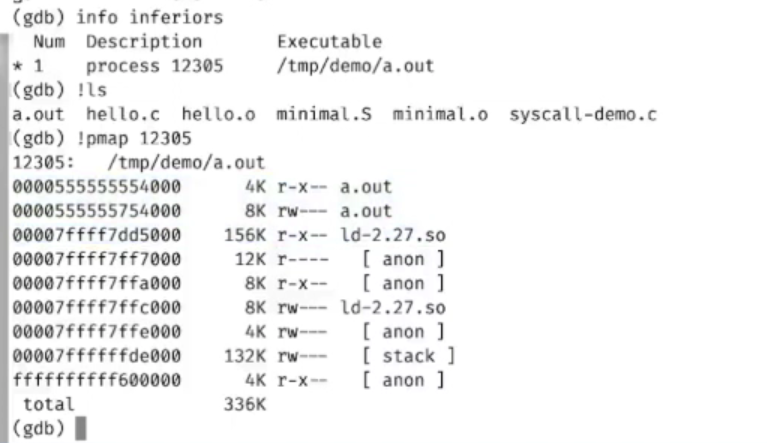 (gdb) info inferiors
  Num  Description       Executable
* 1    process 12305     /tmp/demo/a.out
(gdb) !ls
a.out  hello.c  hello.o  minimal.S  minimal.o  syscall-demo.c
(gdb) !pmap 12305
12305:   /tmp/demo/a.out
0000555555554000      4K r-x-- a.out
0000555555754000      8K rw--- a.out
00007ffff7dd5000    156K r-x-- ld-2.27.so
00007ffff7ff7000     12K r----   [ anon ]
00007ffff7ffa000      8K r-x--   [ anon ]
00007ffff7ffc000      8K rw--- ld-2.27.so
00007ffff7ffe000      4K rw---   [ anon ]
00007ffffffde000    132K rw---   [ stack ]
ffffffffff600000      4K r-x--   [ anon ]
 total              336K
(gdb)